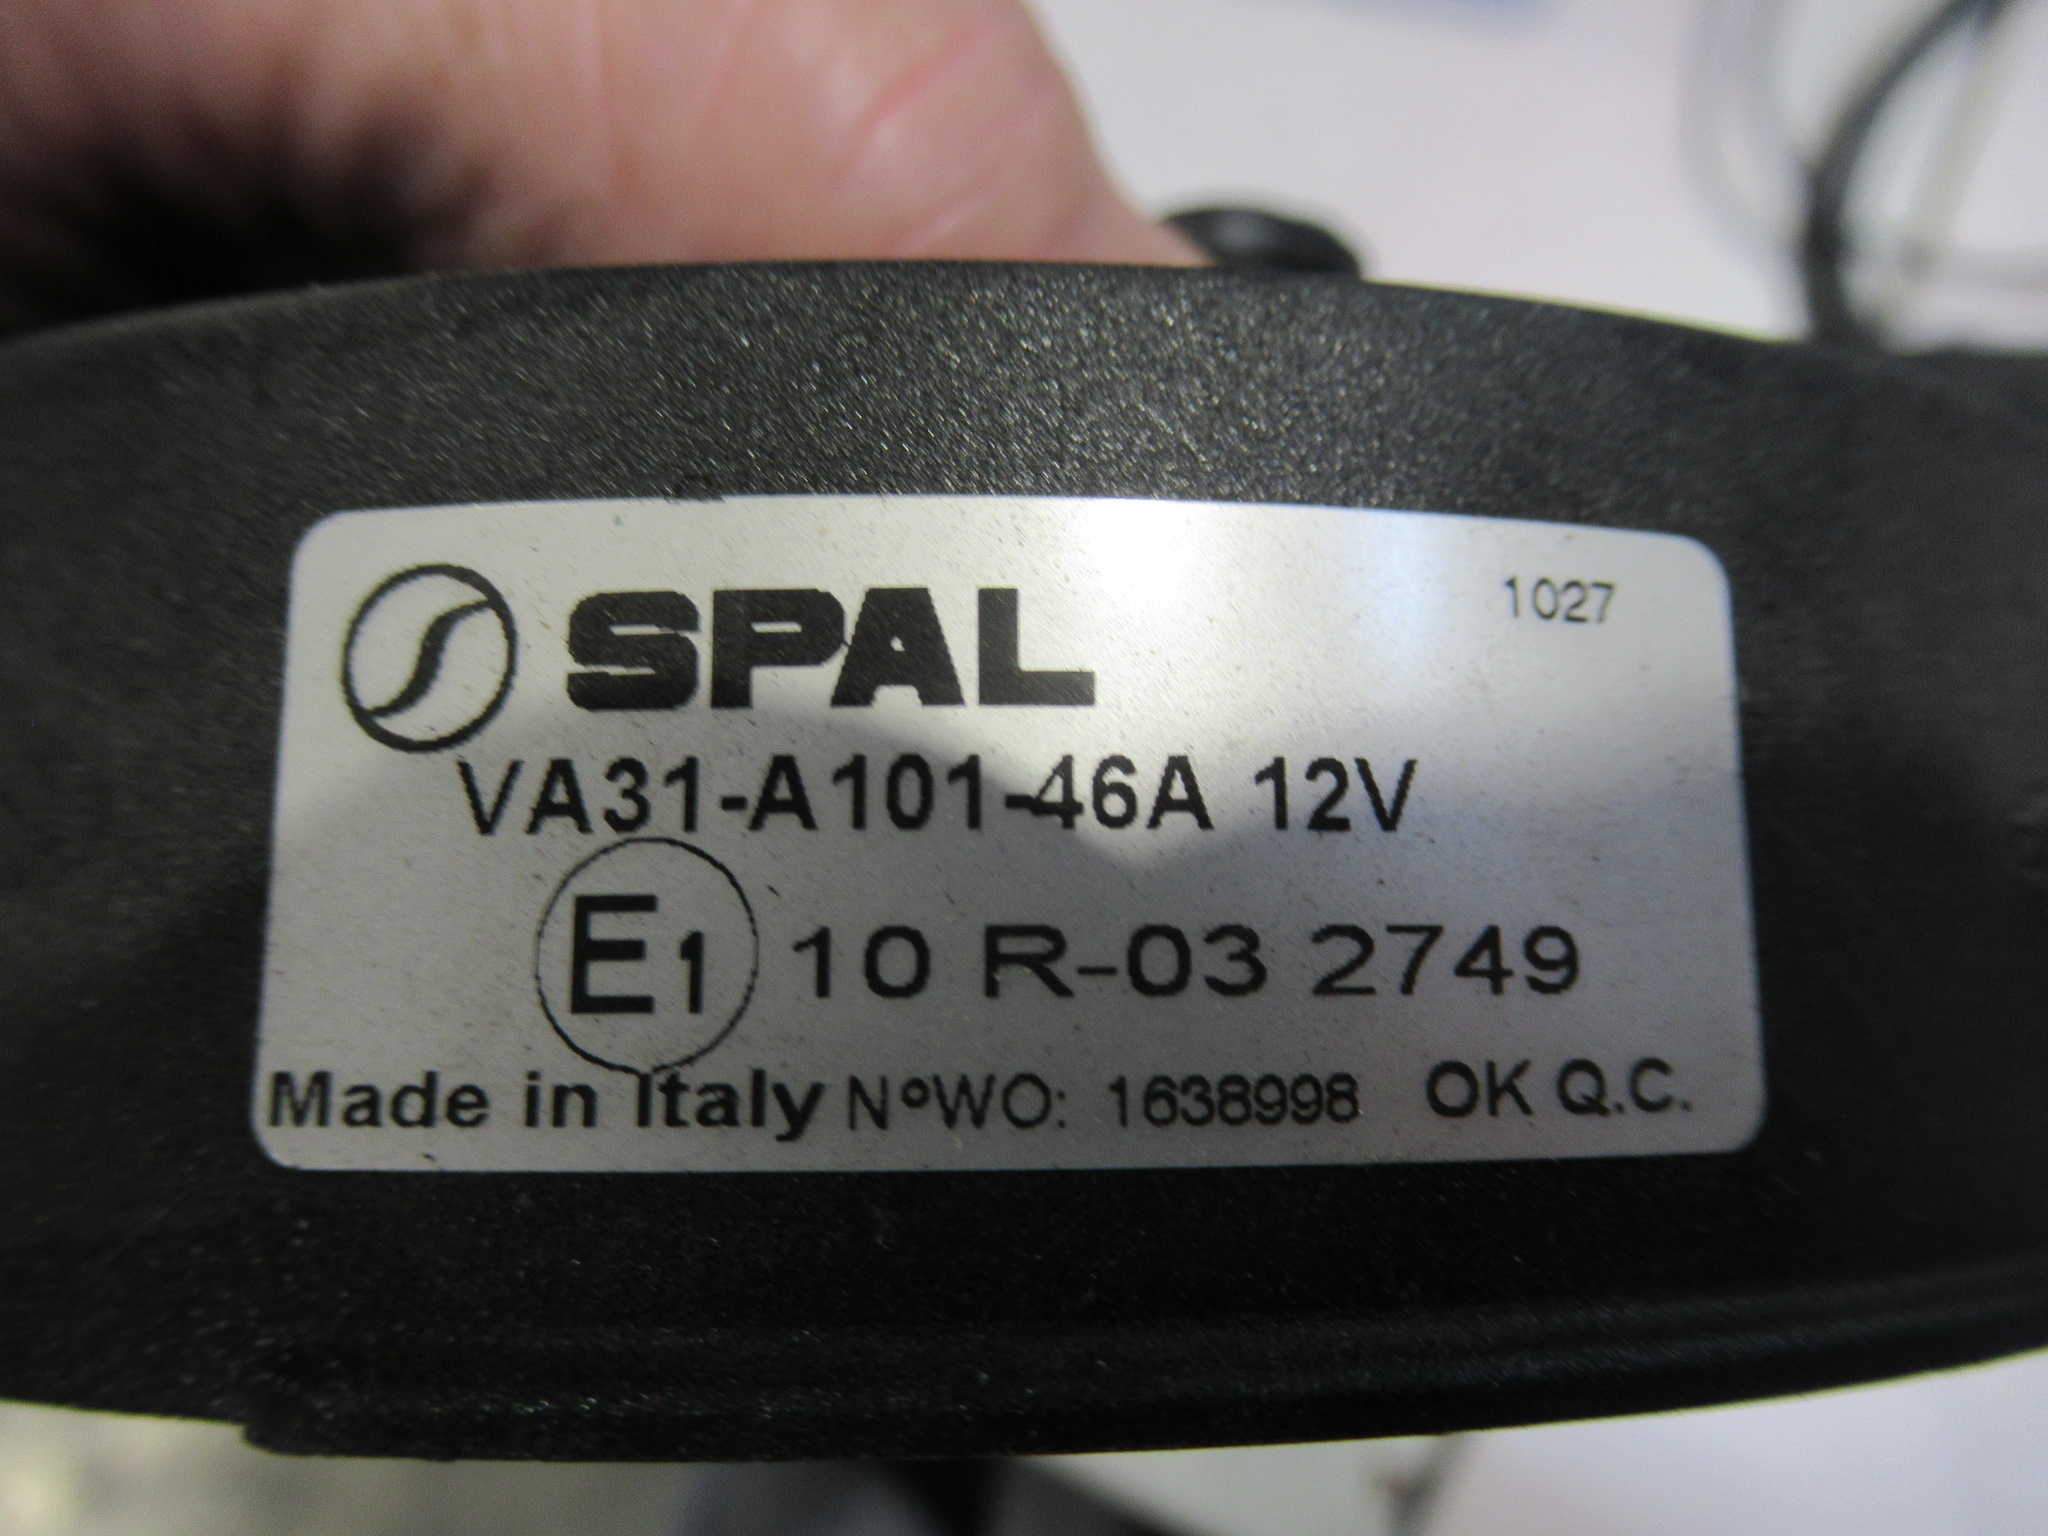 SPAL 1027
VA31-A101-46A 12V
E1 10 R-03 2749
Made in Italy N°WO: 1638998 OK Q.C.